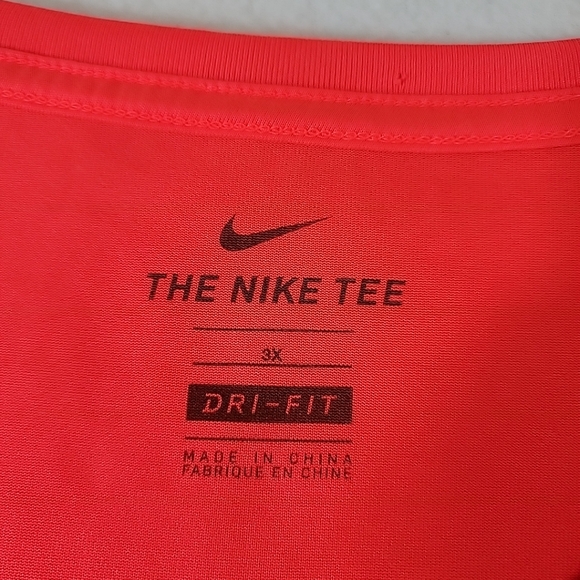 THE NIKE TEE
3X
DRI-FIT
MADE IN CHINA
FABRIQUE EN CHINE